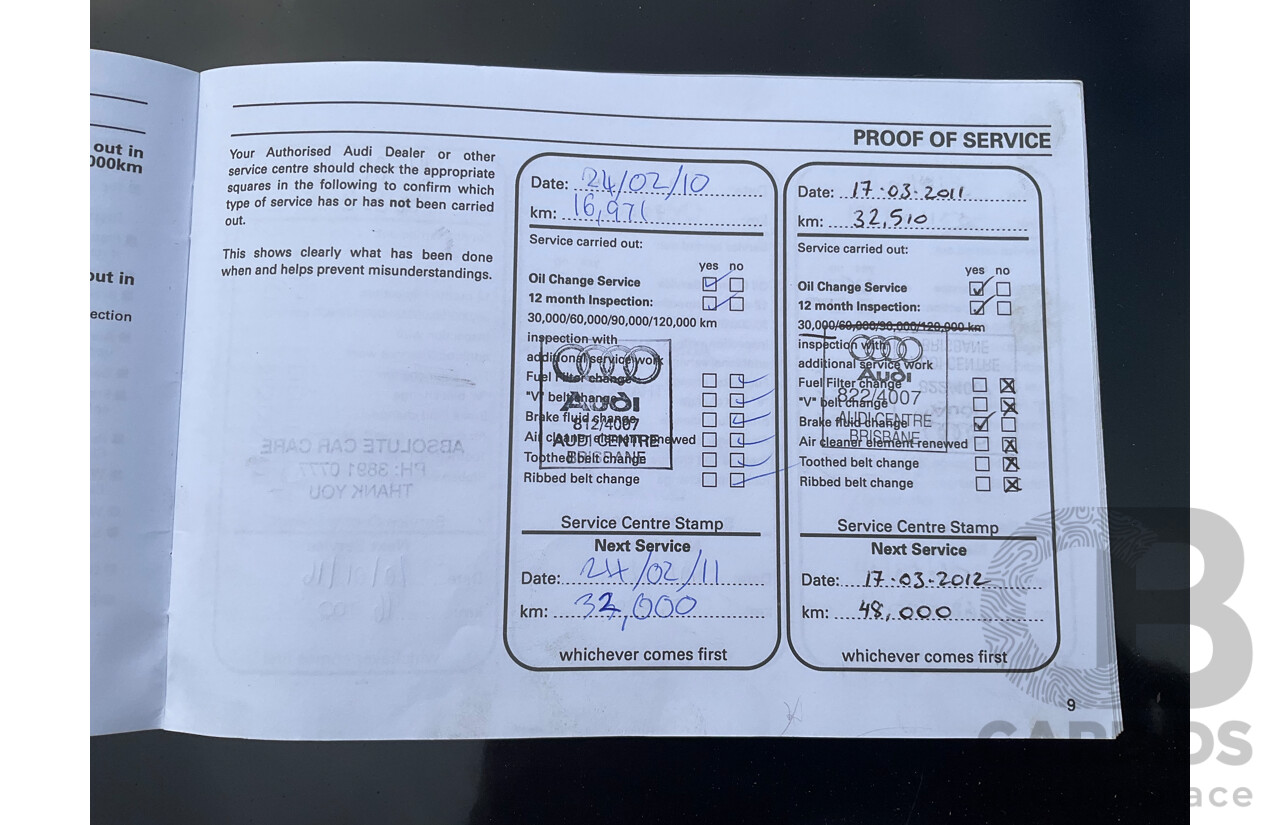 out in
000km
out in
ection
PROOF OF SERVICE
Your Authorised Audi Dealer or other
service centre should check the appropriate
squares in the following to confirm which
type of service has or has not been carried
out.
This shows clearly what has been done
when and helps prevent misunderstandings.
Date: 24/02/10
km: 16,971
Service carried out:
yes no
Oil Change Service
12 month Inspection:
30,000/60,000/90,000/120,000 km
inspection with
additional service work
Fuel Filter change
"V" belt change
Brake fluid change
Air cleaner element renewed
Toothed belt change
Ribbed belt change
Audi
812/4007
AUDI CENTRE
BRISBANE
Service Centre Stamp
Next Service
Date: 24/02/11
km: 32,000
whichever comes first
Date: 17.03.2011
km: 32,510
Service carried out:
yes no
Oil Change Service
12 month Inspection:
30,000/60,000/90,000/120,000 km
inspection with
additional service work
Fuel Filter change
"V" belt change
Brake fluid change
Air cleaner element renewed
Toothed belt change
Ribbed belt change
Audi
822/4007
AUDI CENTRE
BRISBANE
Service Centre Stamp
Next Service
Date: 17.03.2012
km: 48,000
whichever comes first
9
ABSOLUTE CAR CARE
PH: 3891 0777
THANK YOU